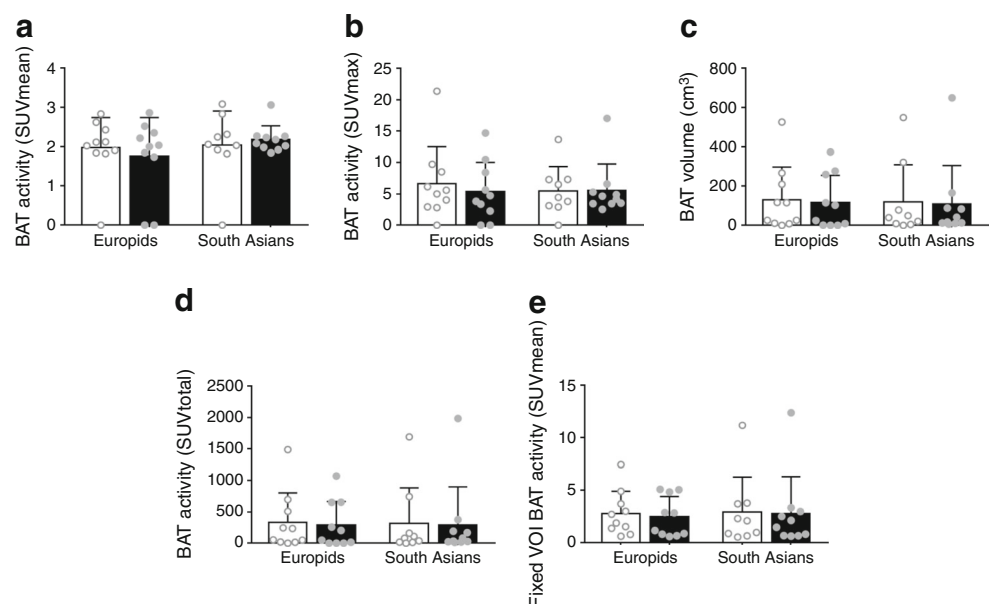 a
BAT activity (SUVmean)
4
3
2
1
0
Europids South Asians
b
BAT activity (SUVmax)
25
20
15
10
5
0
Europids South Asians
c
BAT volume (cm³)
800
600
400
200
0
Europids South Asians
d
BAT activity (SUVtotal)
2500
2000
1500
1000
500
0
Europids South Asians
e
Fixed VOI BAT activity (SUVmean)
15
10
5
0
Europids South Asians